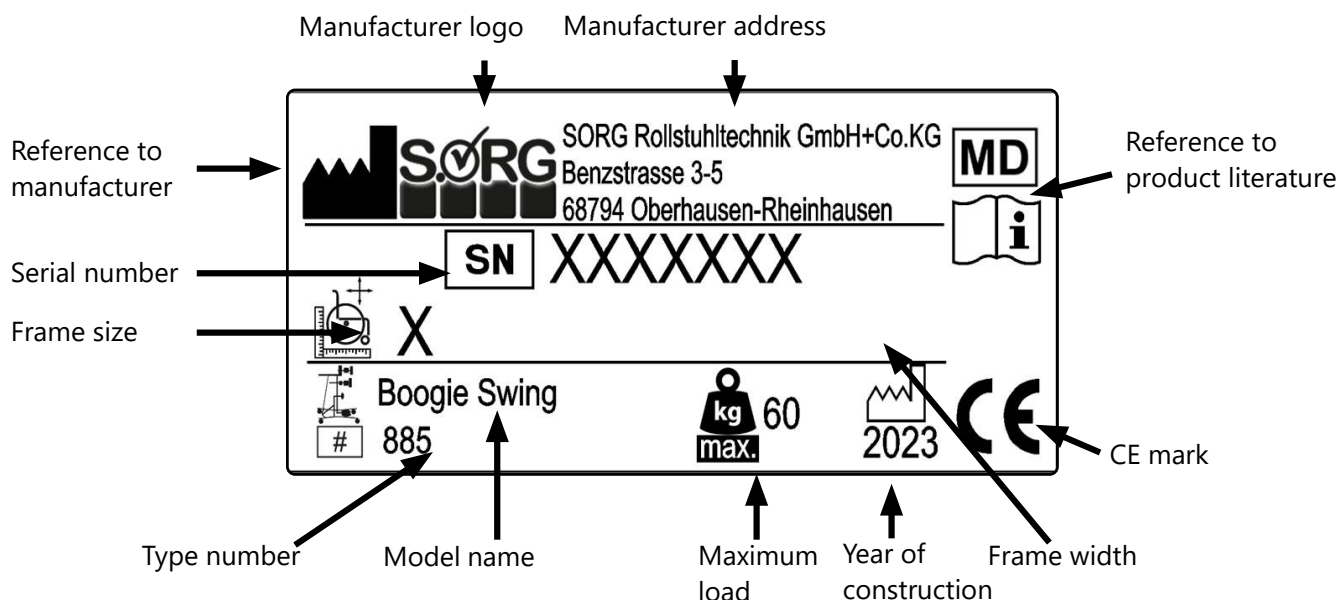 Manufacturer logo
Manufacturer address
Reference to
manufacturer
S.ORG
SORG Rollstuhltechnik GmbH+Co.KG
Benzstrasse 3-5
68794 Oberhausen-Rheinhausen
MD
i
Reference to
product literature
Serial number
SN XXXXXXX
Frame size
X
Boogie Swing
# 885
kg 60
max.
2023
CE
CE mark
Type number
Model name
Maximum
load
Year of
construction
Frame width